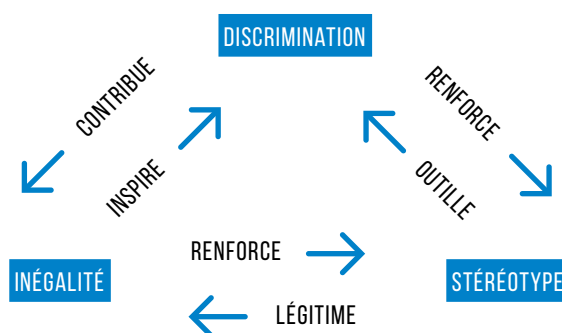 DISCRIMINATION
CONTRIBUE
RENFORCE
INSPIRE
OUTILLE
RENFORCE
INÉGALITÉ
STÉRÉOTYPE
LÉGITIME